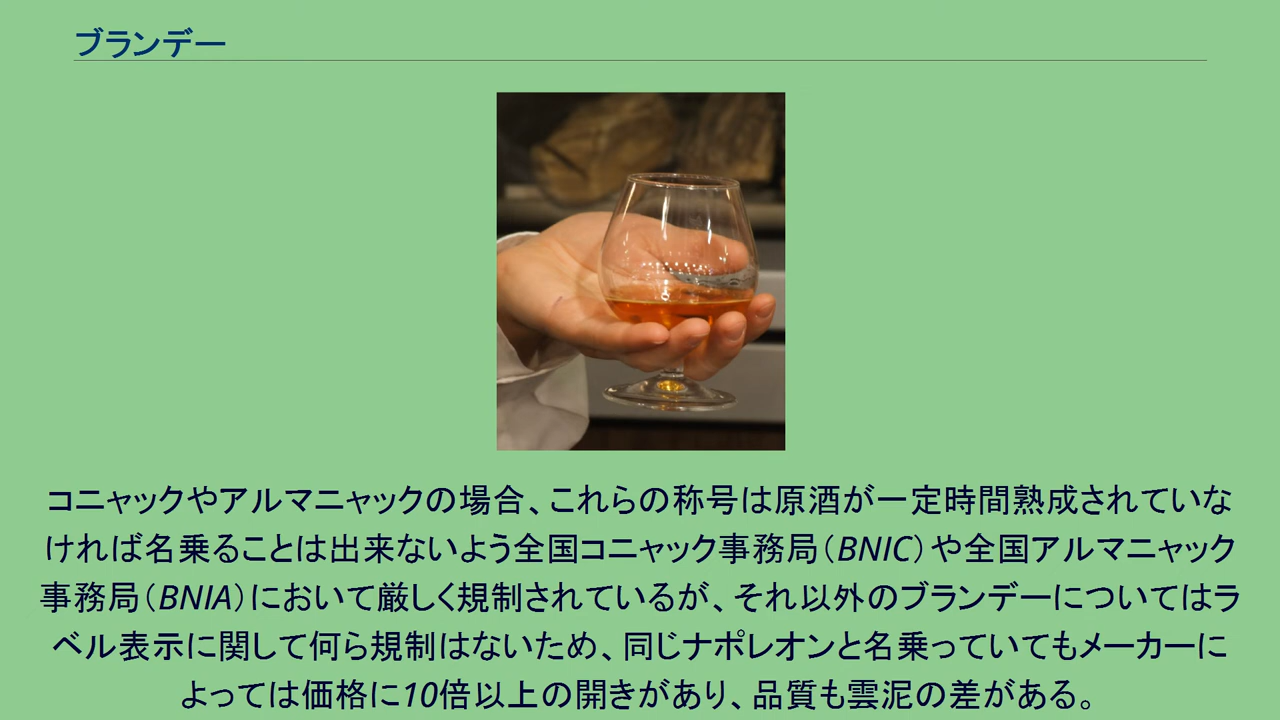 ブランデー
コニャックやアルマニャックの場合、これらの称号は原酒が一定時間熟成されていな
ければ名乗ることは出来ないよう全国コニャック事務局（BNIC）や全国アルマニャック
事務局（BNIA）において厳しく規制されているが、それ以外のブランデーについてはラ
ベル表示に関して何ら規制はないため、同じナポレオンと名乗っていてもメーカーに
よっては価格に10倍以上の開きがあり、品質も雲泥の差がある。